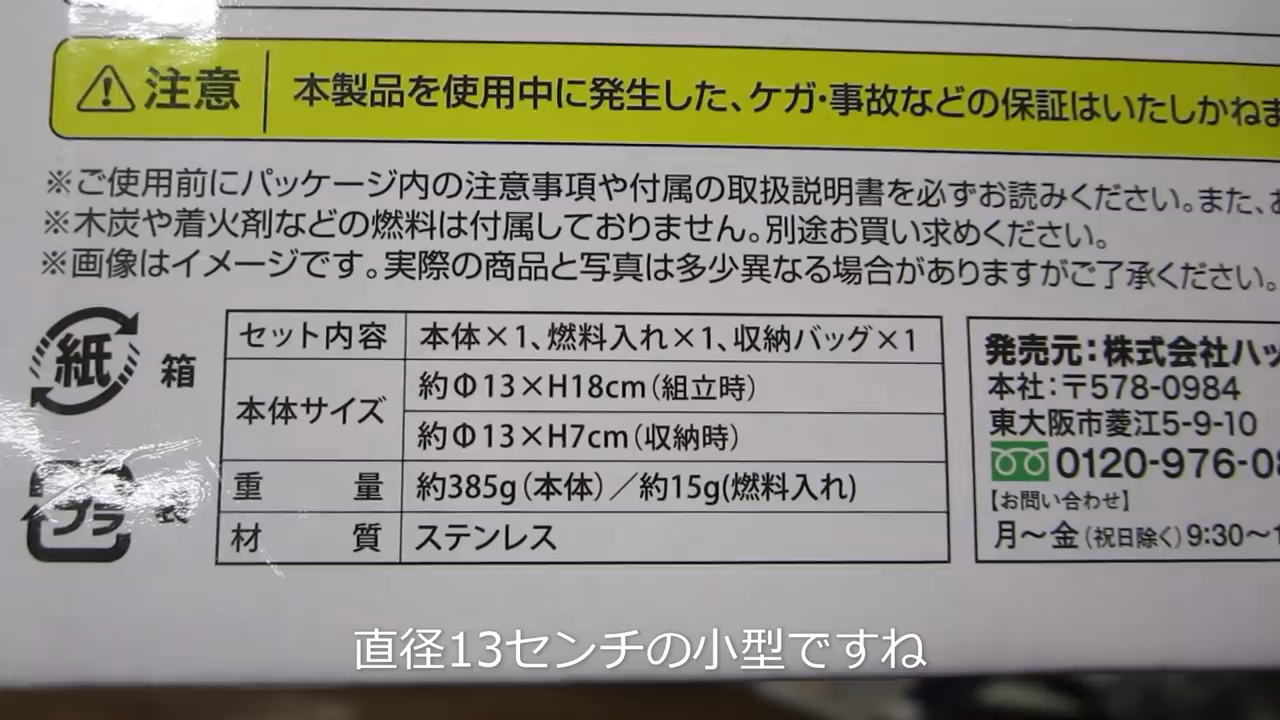 注意 本製品を使用中に発生した、ケガ・事故などの保証はいたしかねま
※ご使用前にパッケージ内の注意事項や付属の取扱説明書を必ずお読みください。また、
※木炭や着火剤などの燃料は付属しておりません。別途お買い求めください。
※画像はイメージです。実際の商品と写真は多少異なる場合がありますがご了承ください。
紙 箱
プラ 袋
セット内容 本体×1、燃料入れ×1、収納バッグ×1
本体サイズ 約Φ13×H18cm(組立時)
約Φ13×H7cm(収納時)
重量 約385g(本体)/約15g(燃料入れ)
材質 ステンレス
発売元:株式会社ハッ
本社:〒578-0984
東大阪市菱江5-9-10
0120-976-0
【お問い合わせ】
月~金(祝日除く)9:30~1
直径13センチの小型ですね